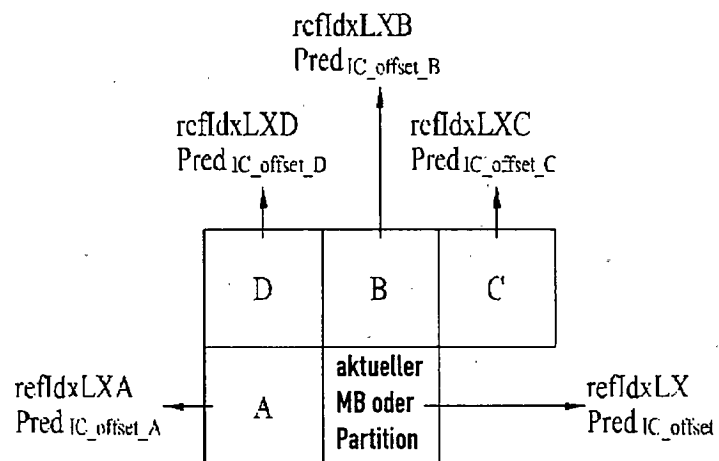 refIdxLXB
Pred IC_offset_B
refIdxLXD
Pred IC_offset_D
refIdxLXC
Pred IC_offset_C
D
B
C
refIdxLXA
Pred IC_offset_A
A
aktueller
MB oder
Partition
refIdxLX
Pred IC_offset